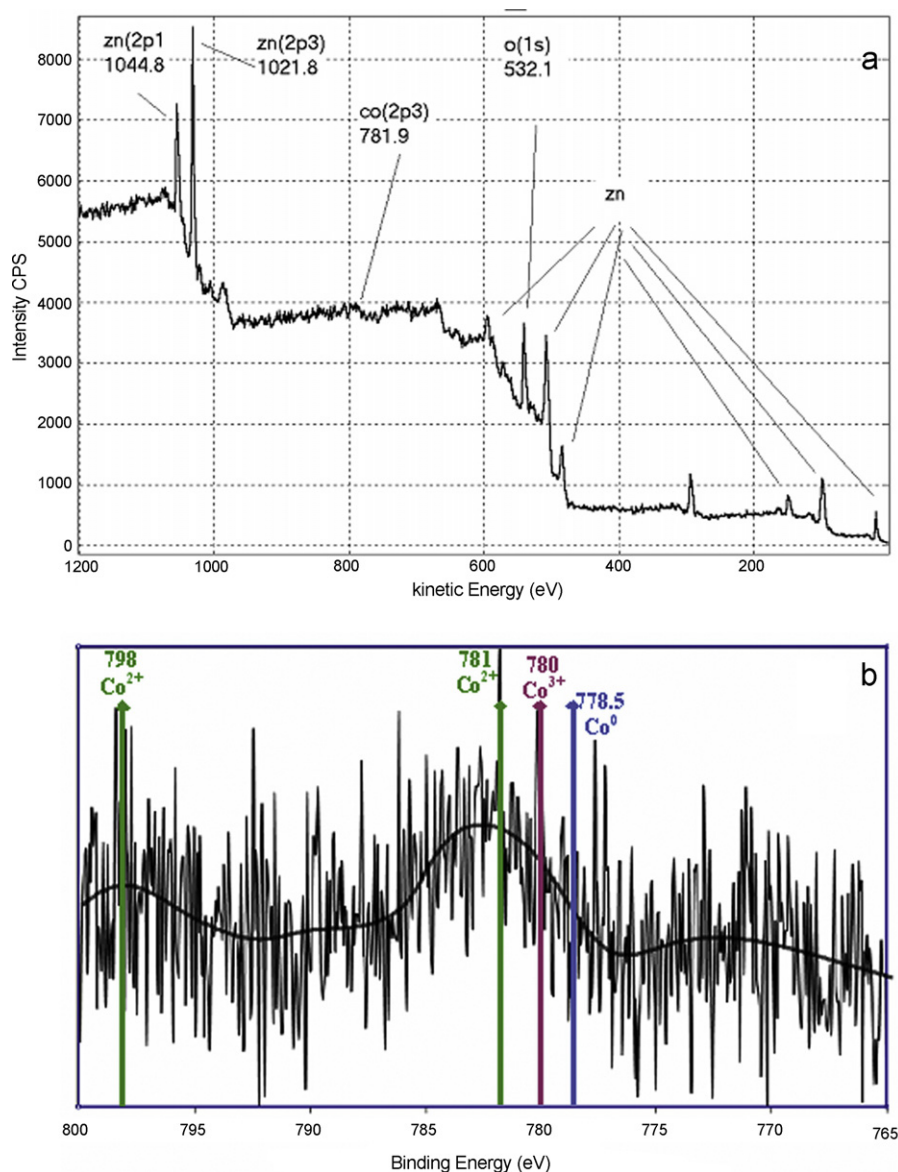 a
zn(2p1
1044.8
zn(2p3)
1021.8
o(1s)
532.1
co(2p3)
781.9
zn
8000
7000
6000
5000
4000
3000
2000
1000
0
Intensity CPS
1200 1000 800 600 400 200
kinetic Energy (eV)
b
798
Co2+
781
Co2+
780
Co3+
778.5
Co0
800 795 790 785 780 775 770 765
Binding Energy (eV)